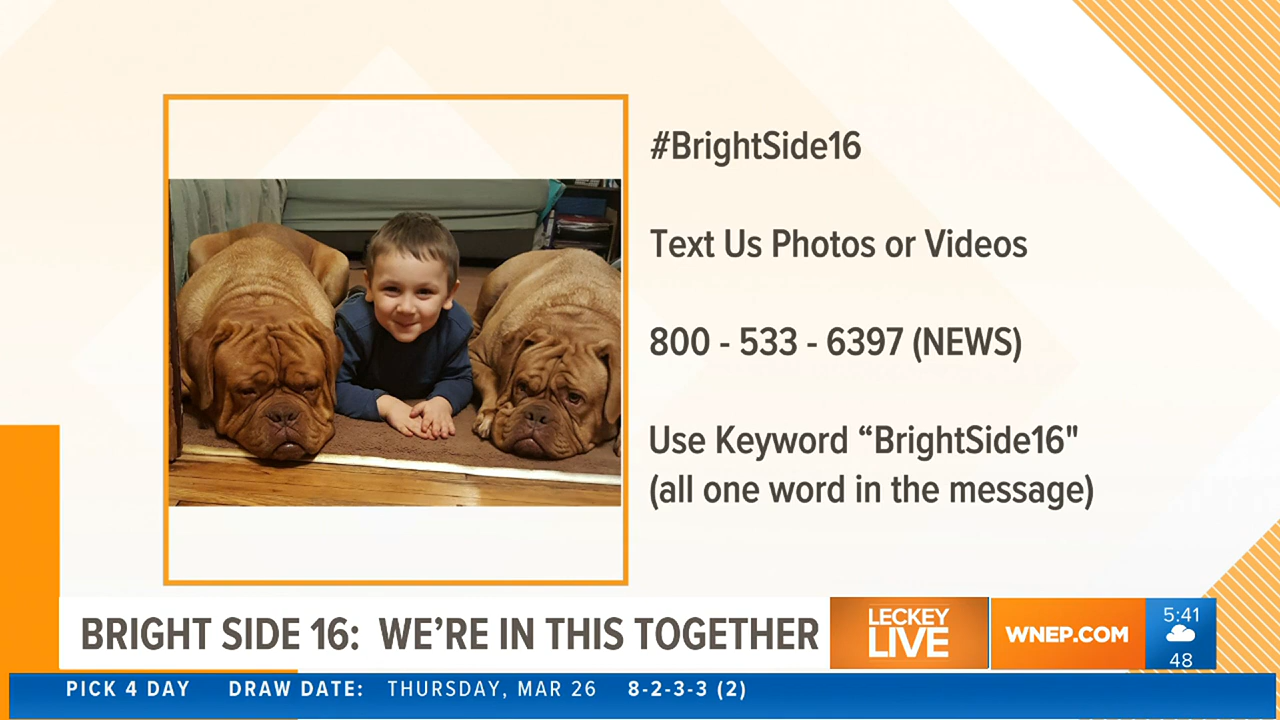 #BrightSide16
Text Us Photos or Videos
800 - 533 - 6397 (NEWS)
Use Keyword “BrightSide16"
(all one word in the message)
BRIGHT SIDE 16: WE’RE IN THIS TOGETHER
LECKEY
LIVE
WNEP.COM
5:41
48
PICK 4 DAY DRAW DATE: THURSDAY, MAR 26 8-2-3-3 (2)